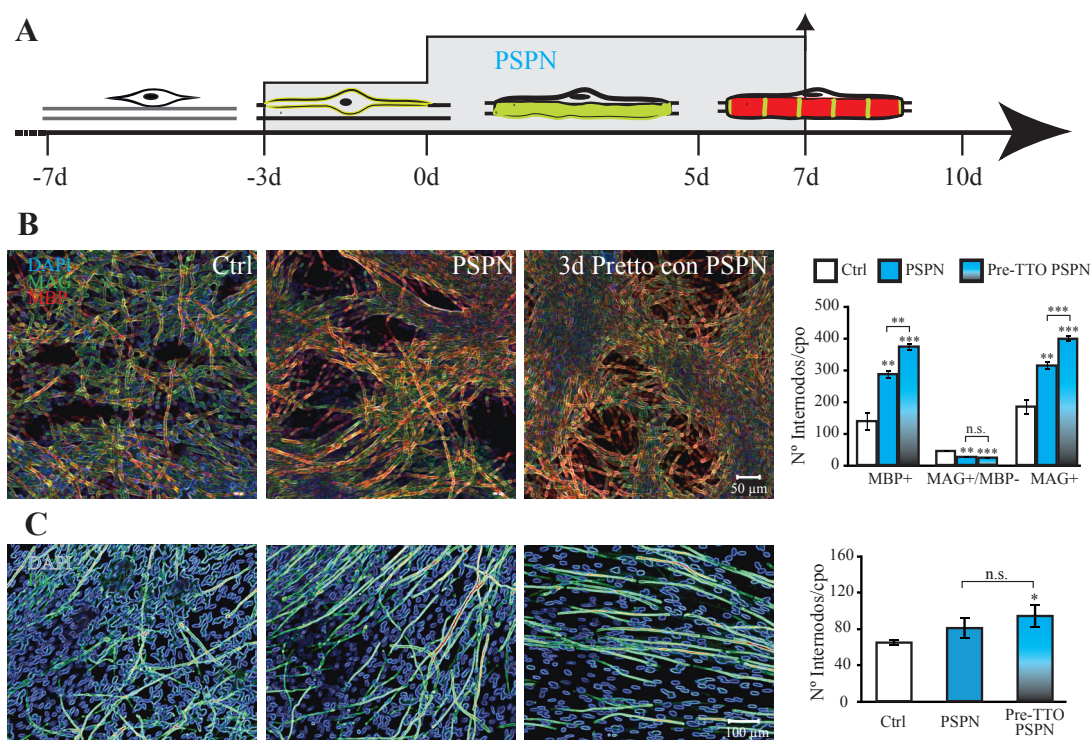 A
PSPN
-7d
-3d
0d
5d
7d
10d
B
DAPI
MAG
MBP
Ctrl
PSPN
3d Pretto con PSPN
50 µm
Ctrl
PSPN
Pre-TTO PSPN
Nº Internodos/cpo
500
400
300
200
100
0
**
**
***
n.s.
**
***
***
**
***
MBP+
MAG+/MBP-
MAG+
C
DAPI
100 µm
Nº Internodos/cpo
160
120
80
40
0
n.s.
*
Ctrl
PSPN
Pre-TTO
PSPN